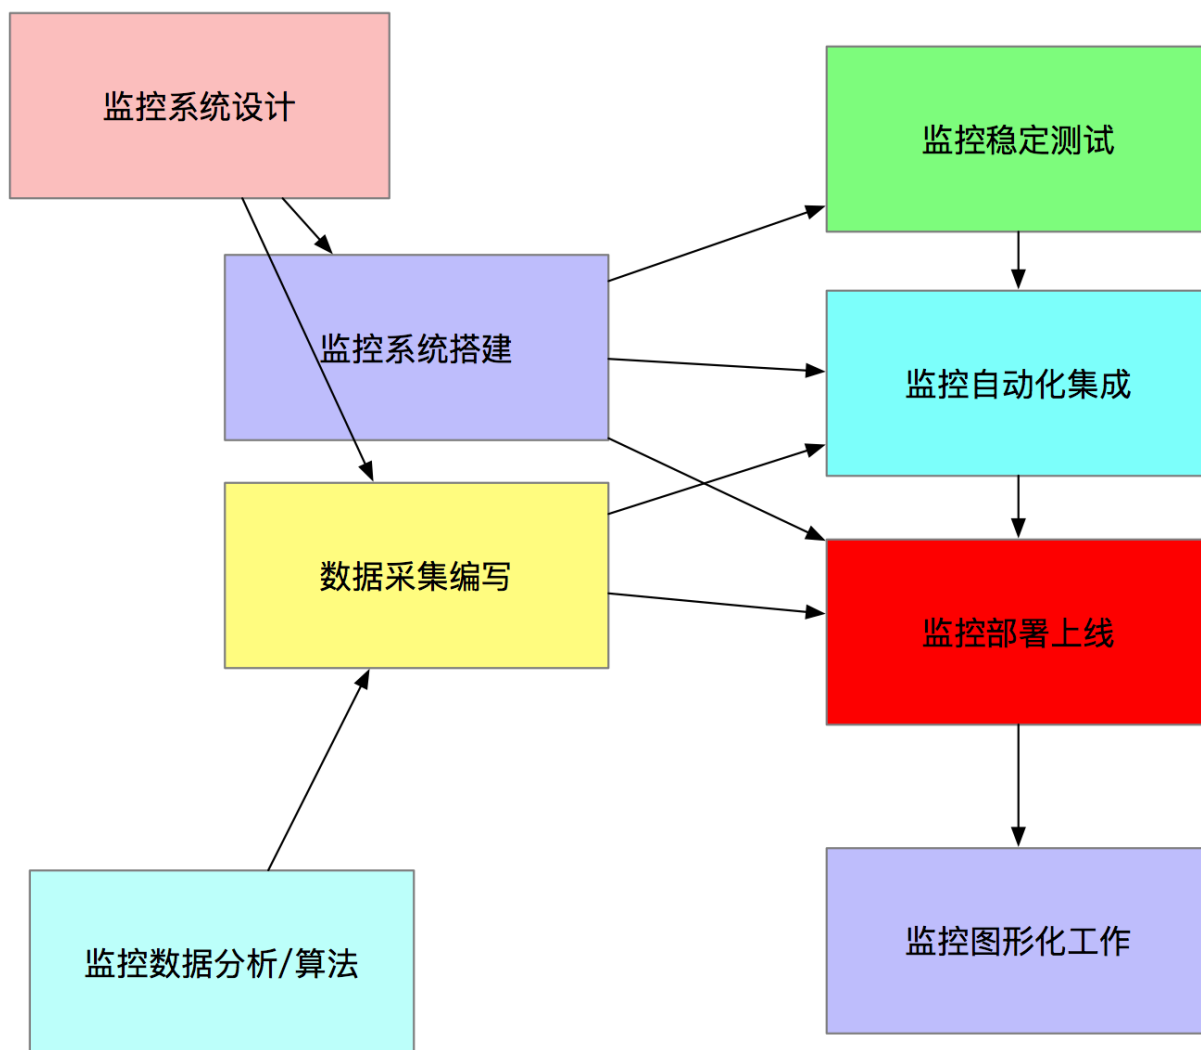 监控系统设计
监控稳定测试
监控系统搭建
监控自动化集成
数据采集编写
监控部署上线
监控图形化工作
监控数据分析/算法